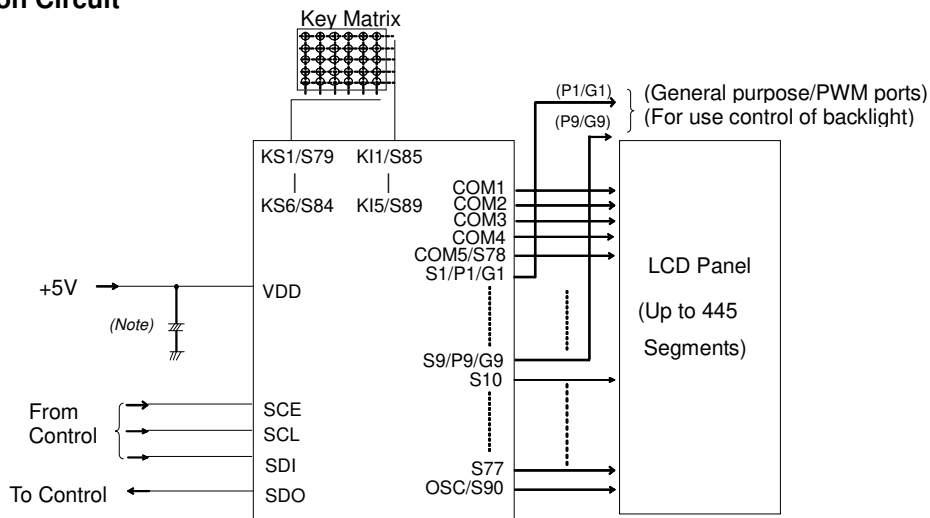 on Circuit
Key Matrix
(P1/G1)
(General purpose/PWM ports)
(P9/G9)
(For use control of backlight)
KS1/S79 KI1/S85
KS6/S84 KI5/S89
COM1
COM2
COM3
COM4
COM5/S78
S1/P1/G1
LCD Panel
(Up to 445
Segments)
+5V
VDD
(Note)
S9/P9/G9
S10
From
Control
SCE
SCL
SDI
S77
OSC/S90
To Control
SDO